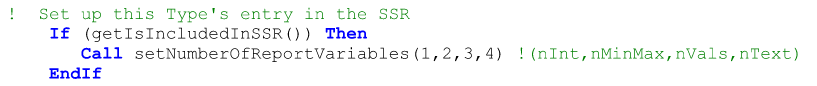 !  Set up this Type's entry in the SSR
    If (getIsIncludedInSSR()) Then
       Call setNumberOfReportVariables(1,2,3,4) !(nInt,nMinMax,nVals,nText)
    EndIf